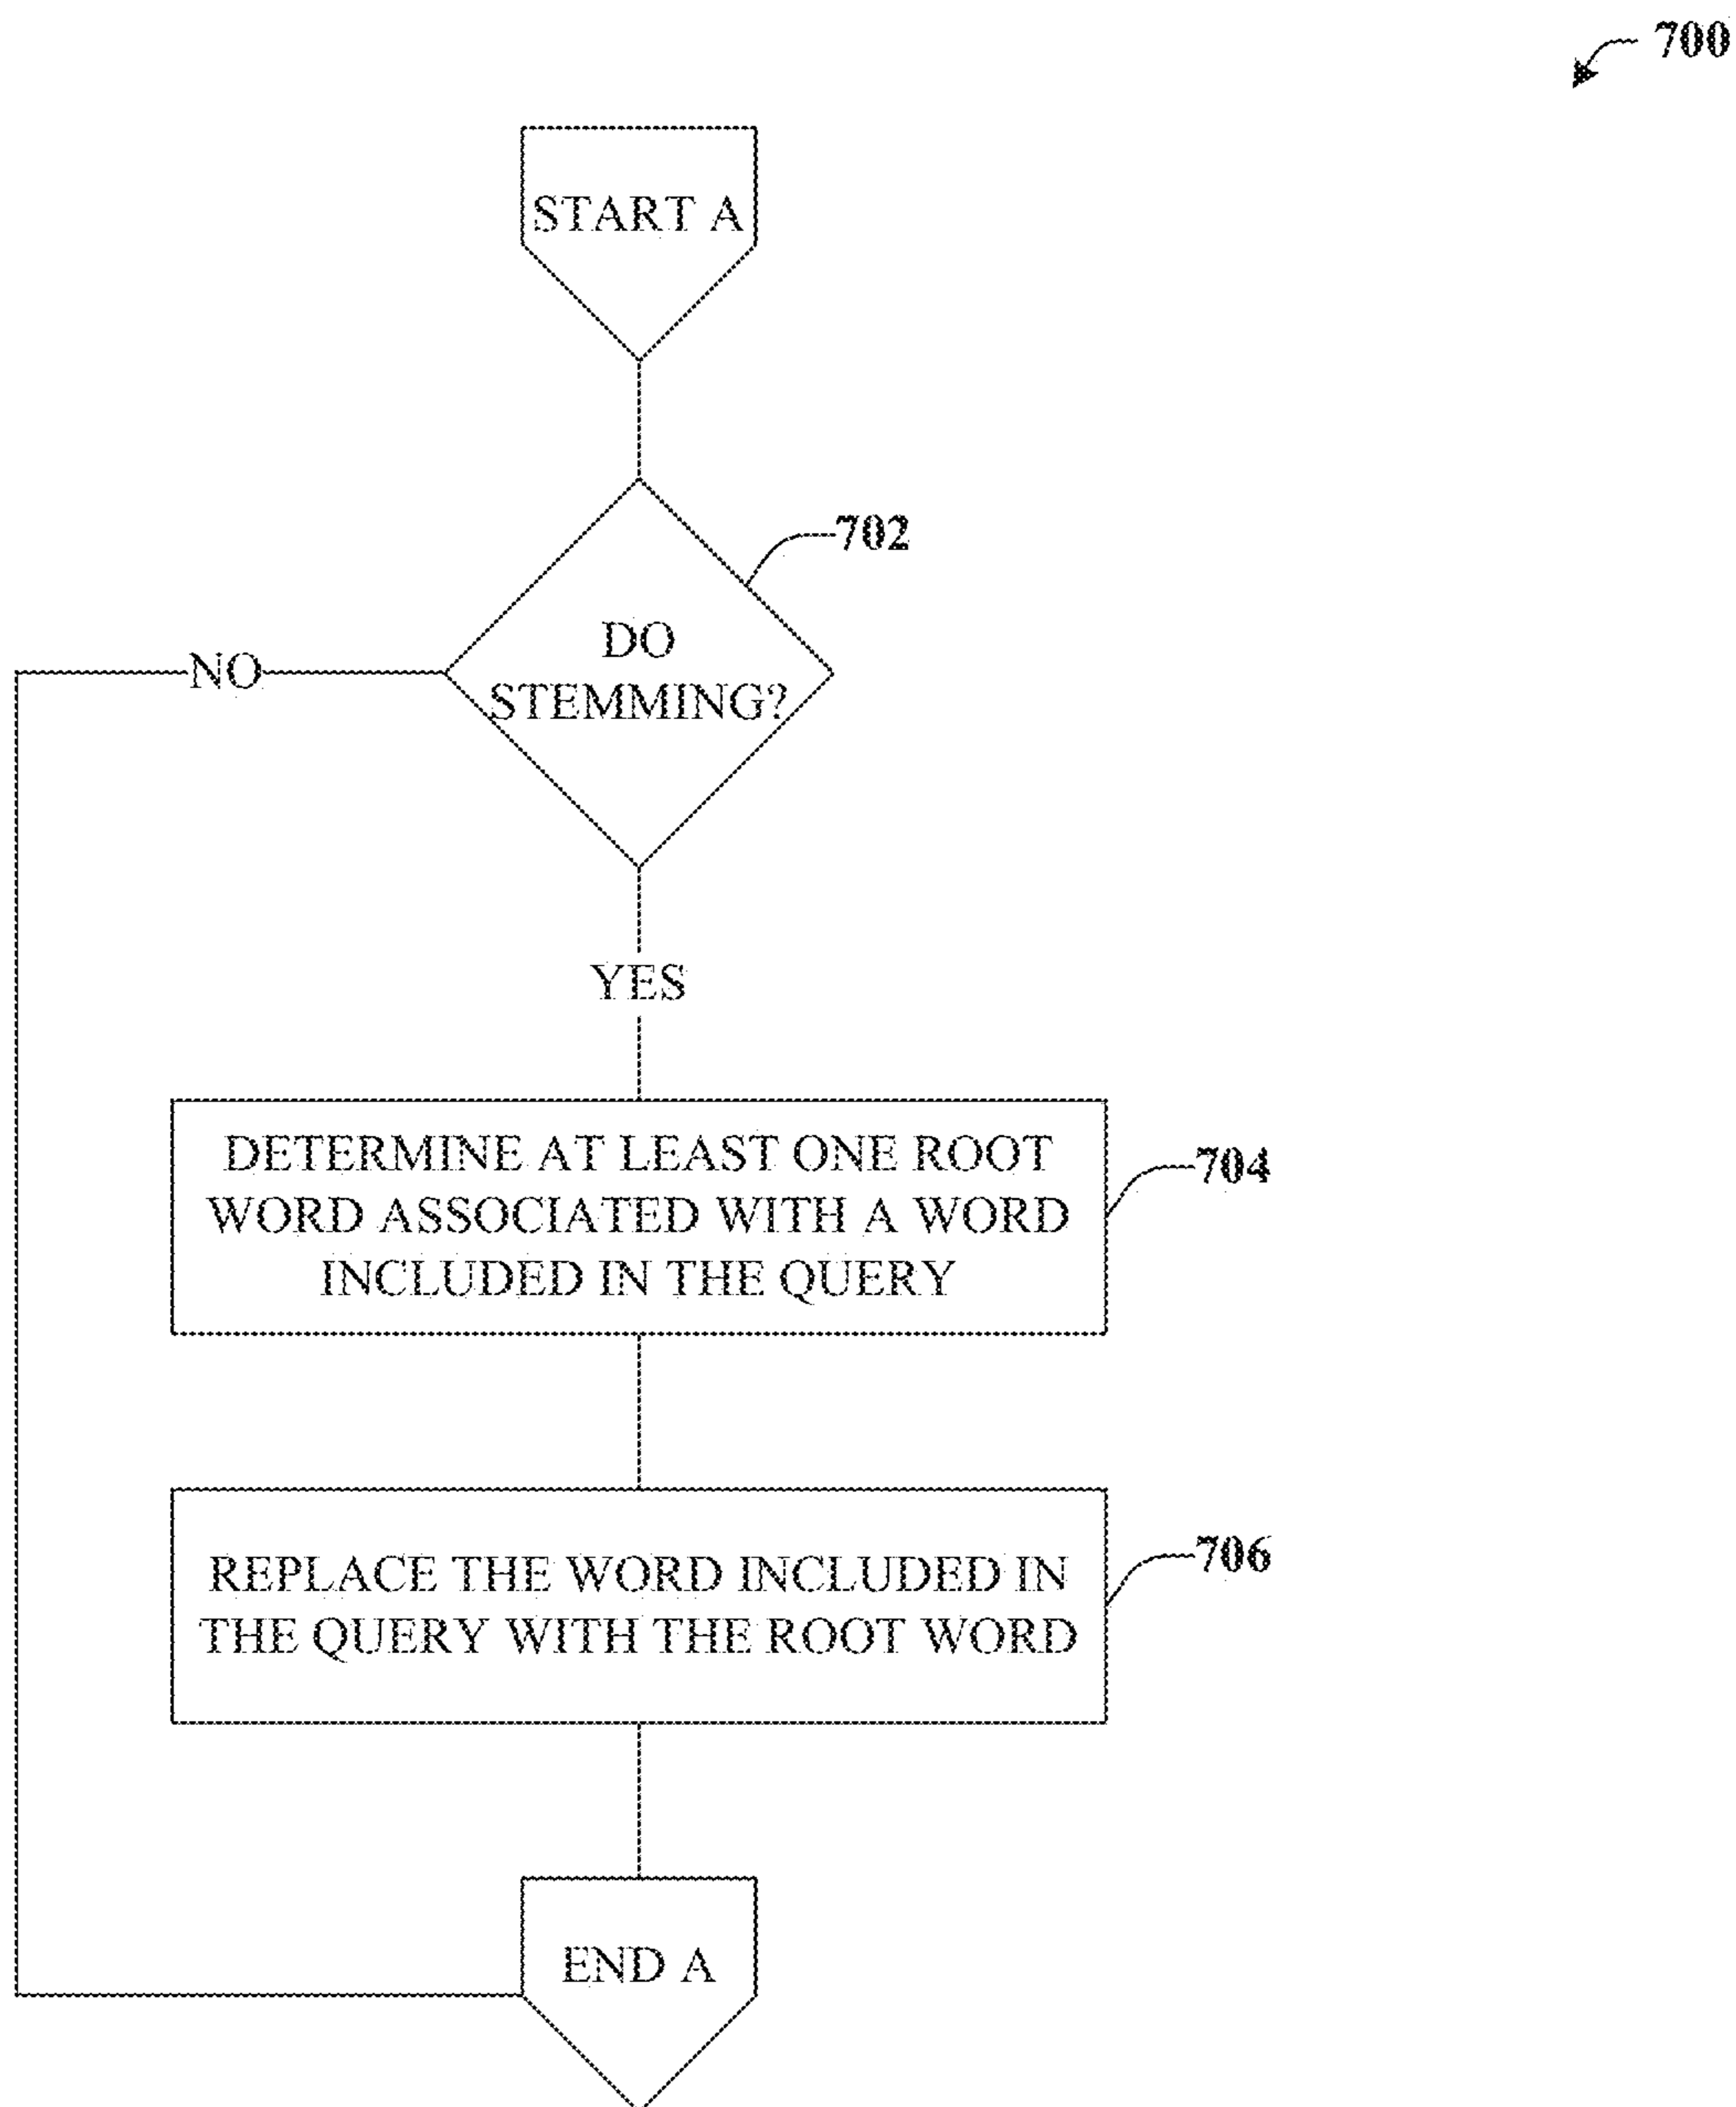 700
START A
702
DO
STEMMING?
NO
YES
DETERMINE AT LEAST ONE ROOT
WORD ASSOCIATED WITH A WORD
INCLUDED IN THE QUERY
704
REPLACE THE WORD INCLUDED IN
THE QUERY WITH THE ROOT WORD
706
END A